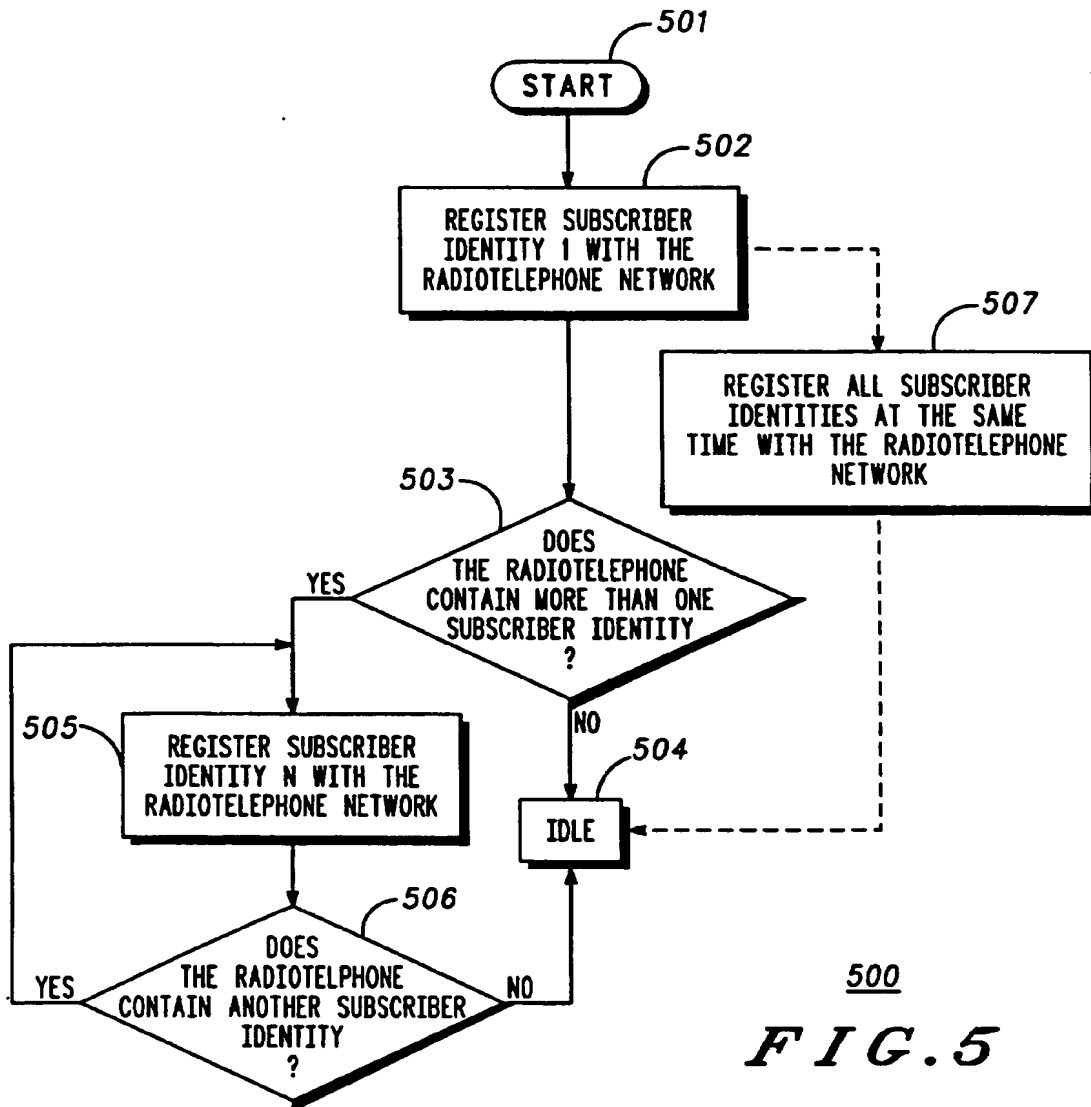 501
START
502
REGISTER SUBSCRIBER
IDENTITY 1 WITH THE
RADIOTELEPHONE NETWORK
507
REGISTER ALL SUBSCRIBER
IDENTITIES AT THE SAME
TIME WITH THE RADIOTELEPHONE
NETWORK
503
DOES
THE RADIOTELEPHONE
CONTAIN MORE THAN ONE
SUBSCRIBER IDENTITY
?
YES
NO
505
REGISTER SUBSCRIBER
IDENTITY N WITH THE
RADIOTELEPHONE NETWORK
504
IDLE
506
DOES
THE RADIOTELPHONE
CONTAIN ANOTHER SUBSCRIBER
IDENTITY
?
YES
NO
500
FIG.5